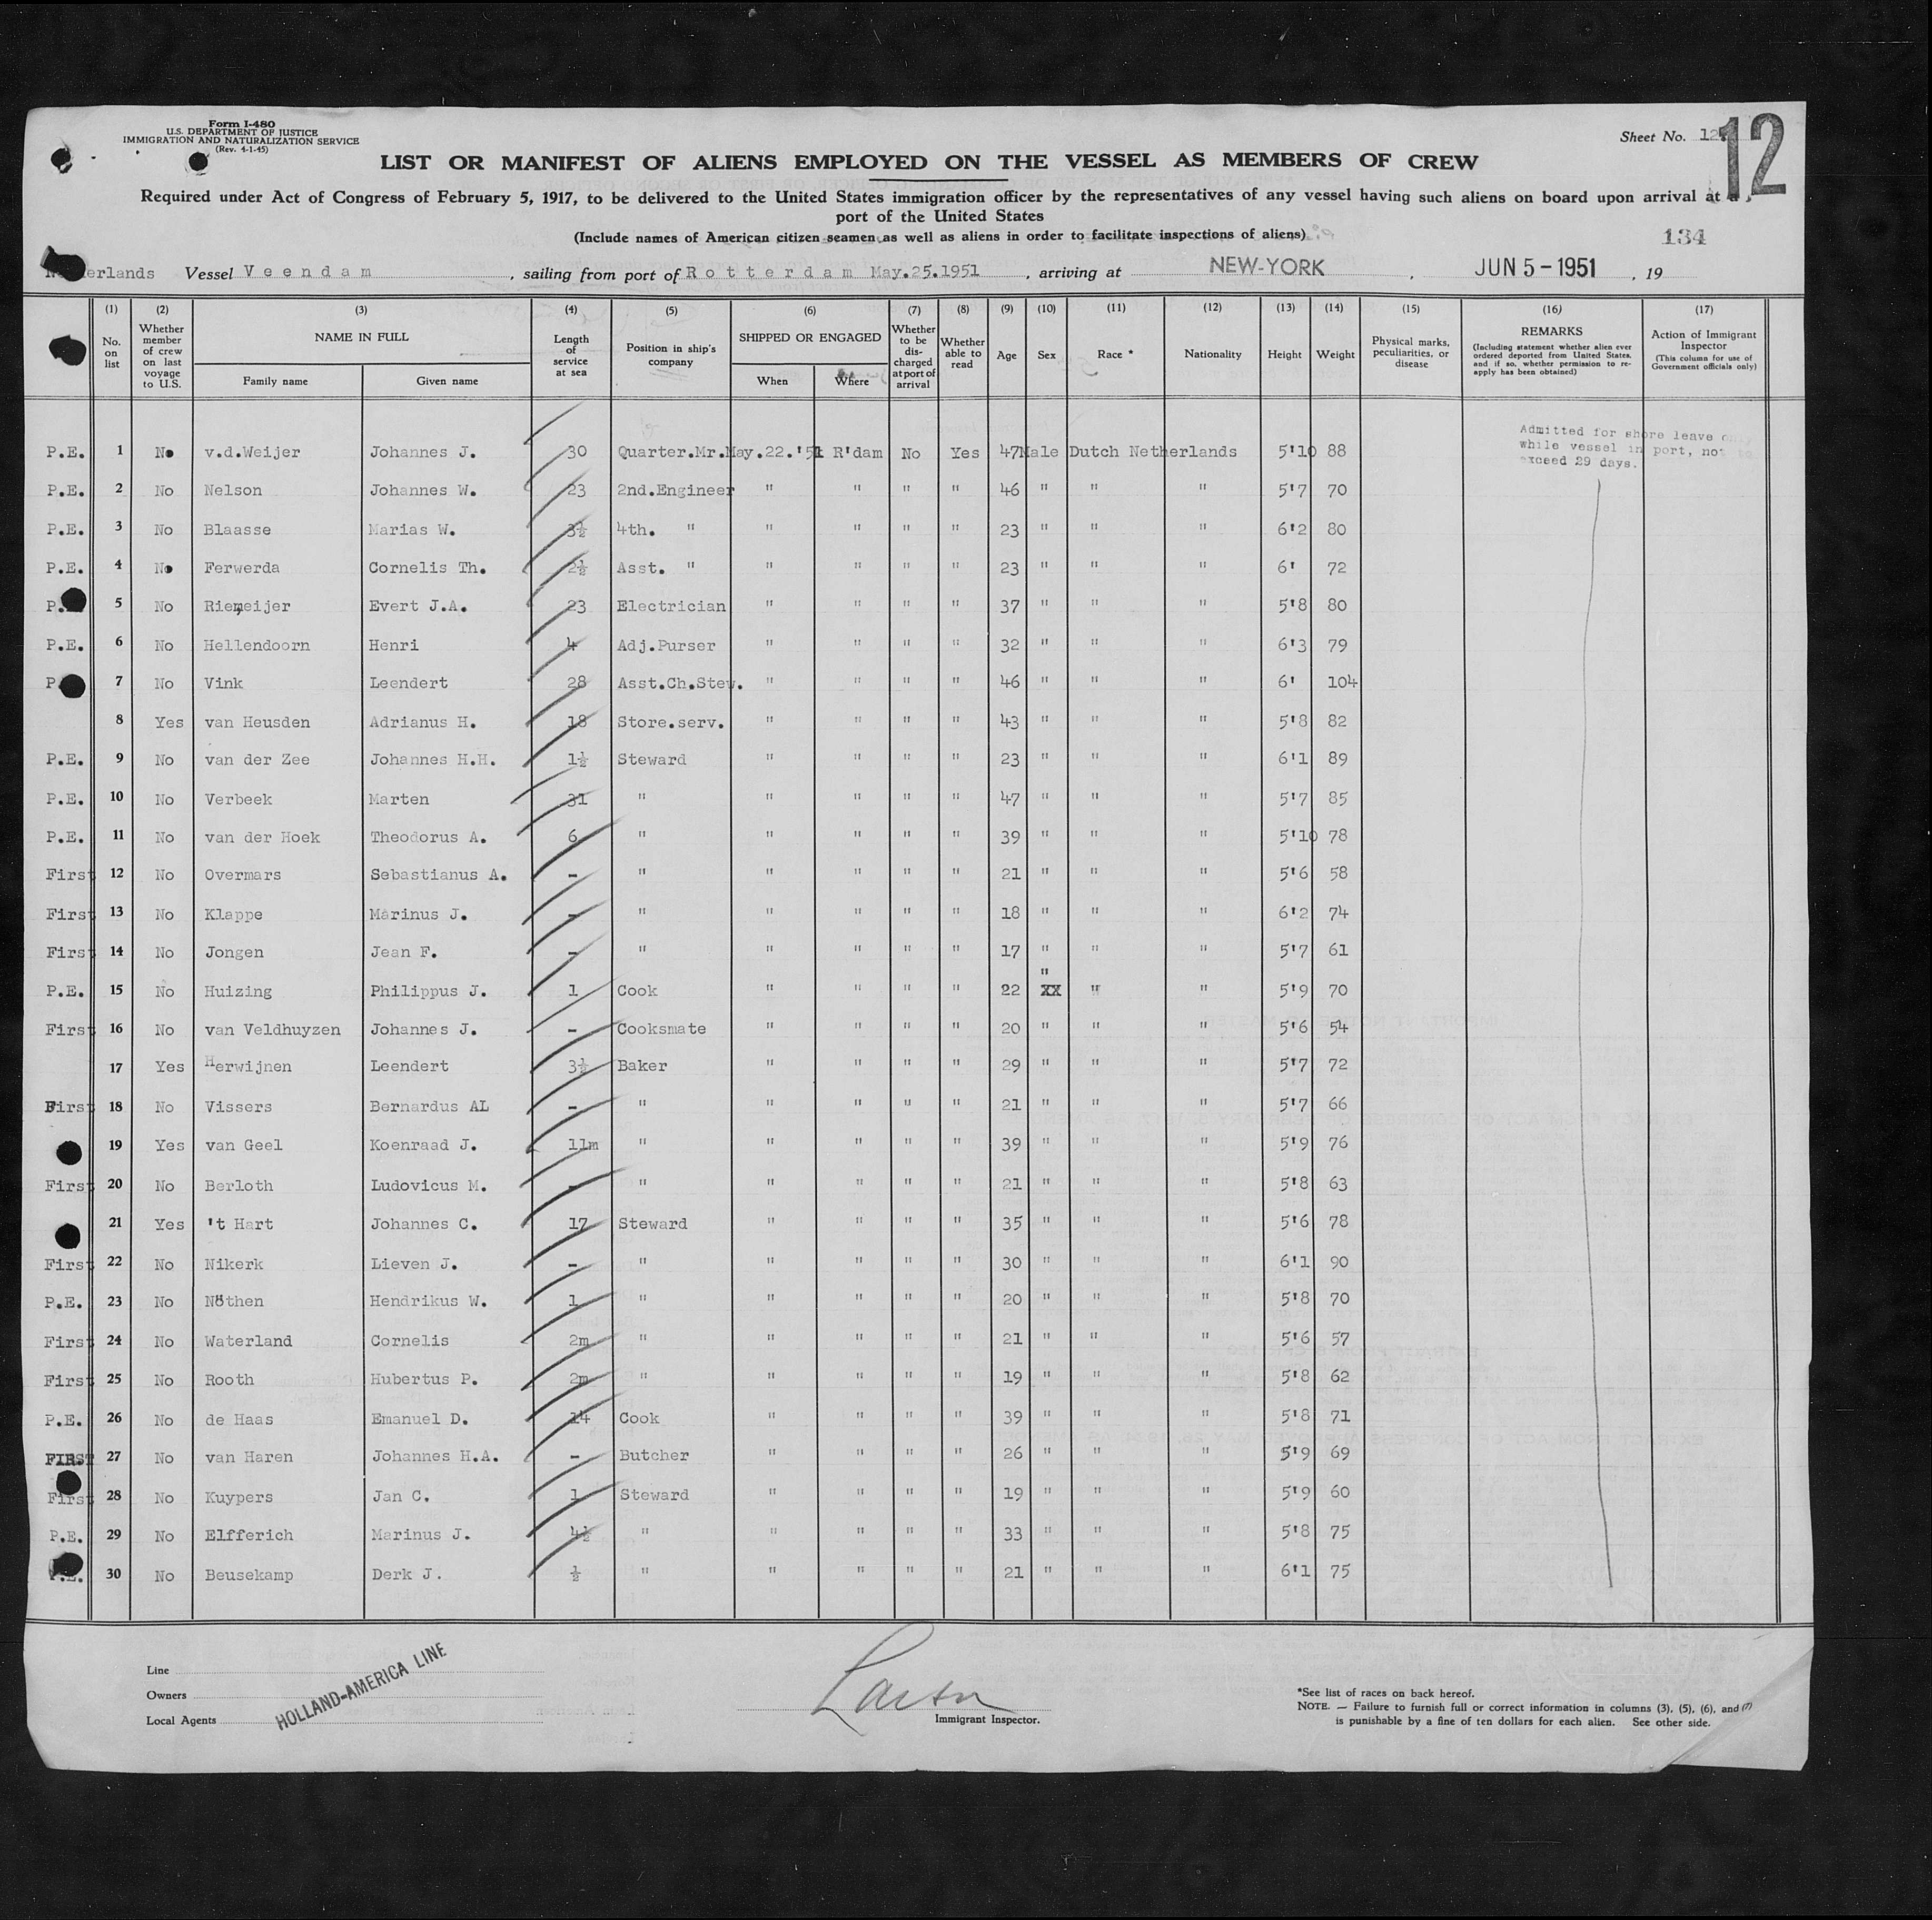 Form I-480
U.S. DEPARTMENT OF JUSTICE
IMMIGRATION AND NATURALIZATION SERVICE
(Rev. 4-1-45)
Sheet No. 12
12
LIST OR MANIFEST OF ALIENS EMPLOYED ON THE VESSEL AS MEMBERS OF CREW
Required under Act of Congress of February 5, 1917, to be delivered to the United States immigration officer by the representatives of any vessel having such aliens on board upon arrival at a
port of the United States
(Include names of American citizen seamen as well as aliens in order to facilitate inspections of aliens)
134
erlands Vessel Veendam, sailing from port of Rotterdam May.25.1951, arriving at NEW-YORK, JUN 5-1951, 19
(1) No. on list (2) Whether member of crew on last voyage to U.S. (3) NAME IN FULL Family name Given name (4) Length of service at sea (5) Position in ship's company (6) SHIPPED OR ENGAGED When Where (7) Whether to be discharged at port of arrival (8) Whether able to read (9) Age (10) Sex (11) Race * (12) Nationality (13) Height (14) Weight (15) Physical marks, peculiarities, or disease (16) REMARKS (Including statement whether alien ever ordered deported from United States, and if so, whether permission to re-apply has been obtained) (17) Action of Immigrant Inspector (This column for use of Government officials only)
Admitted for shore leave
while vessel in port, not
exceed 29 days.
P.E. 1 No v.d.Weijer Johannes J. 30 Quarter.Mr. May.22.'51 R'dam No Yes 47 Male Dutch Netherlands 5'10 88
P.E. 2 No Nelson Johannes W. 23 2nd.Engineer " " " " 46 " " " 5'7 70
P.E. 3 No Blaasse Marias W. 3½ 4th. " " " " " 23 " " " 6'2 80
P.E. 4 No Ferwerda Cornelis Th. 2½ Asst. " " " " " 23 " " " 6' 72
P. 5 No Riemeijer Evert J.A. 23 Electrician " " " " 37 " " " 5'8 80
P.E. 6 No Hellendoorn Henri 4 Adj.Purser " " " " 32 " " " 6'3 79
P. 7 No Vink Leendert 28 Asst.Ch.Stew. " " " " 46 " " " 6' 104
8 Yes van Heusden Adrianus H. 18 Store.serv. " " " " 43 " " " 5'8 82
P.E. 9 No van der Zee Johannes H.H. 1½ Steward " " " " 23 " " " 6'1 89
P.E. 10 No Verbeek Marten 31 " " " " " 47 " " " 5'7 85
P.E. 11 No van der Hoek Theodorus A. 6 " " " " " 39 " " " 5'10 78
First 12 No Overmars Sebastianus A. - " " " " " 21 " " " 5'6 58
First 13 No Klappe Marinus J. - " " " " " 18 " " " 6'2 74
First 14 No Jongen Jean F. - " " " " " 17 " " " 5'7 61
P.E. 15 No Huizing Philippus J. 1 Cook " " " " 22 " XX " " 5'9 70
First 16 No van Veldhuyzen Johannes J. - Cooksmate " " " " 20 " " " 5'6 54
17 Yes Herwijnen Leendert 3½ Baker " " " " 29 " " " 5'7 72
First 18 No Vissers Bernardus AL - " " " " " 21 " " " 5'7 66
19 Yes van Geel Koenraad J. 11m " " " " " 39 " " " 5'9 76
First 20 No Berloth Ludovicus M. - " " " " " 21 " " " 5'8 63
21 Yes 't Hart Johannes C. 17 Steward " " " " 35 " " " 5'6 78
First 22 No Nikerk Lieven J. - " " " " " 30 " " " 6'1 90
P.E. 23 No Nöthen Hendrikus W. 1 " " " " " 20 " " " 5'8 70
First 24 No Waterland Cornelis 2m " " " " " 21 " " " 5'6 57
First 25 No Rooth Hubertus P. 2m " " " " " 19 " " " 5'8 62
P.E. 26 No de Haas Emanuel D. 14 Cook " " " " 39 " " " 5'8 71
FIRST 27 No van Haren Johannes H.A. - Butcher " " " " 26 " " " 5'9 69
First 28 No Kuypers Jan C. 1 Steward " " " " 19 " " " 5'9 60
P.E. 29 No Elfferich Marinus J. 4½ " " " " " 33 " " " 5'8 75
P.E. 30 No Beusekamp Derk J. ½ " " " " " 21 " " " 6'1 75
Line
Owners
Local Agents
HOLLAND-AMERICA LINE
Immigrant Inspector.
*See list of races on back hereof.
NOTE. — Failure to furnish full or correct information in columns (3), (5), (6), and (7)
is punishable by a fine of ten dollars for each alien. See other side.